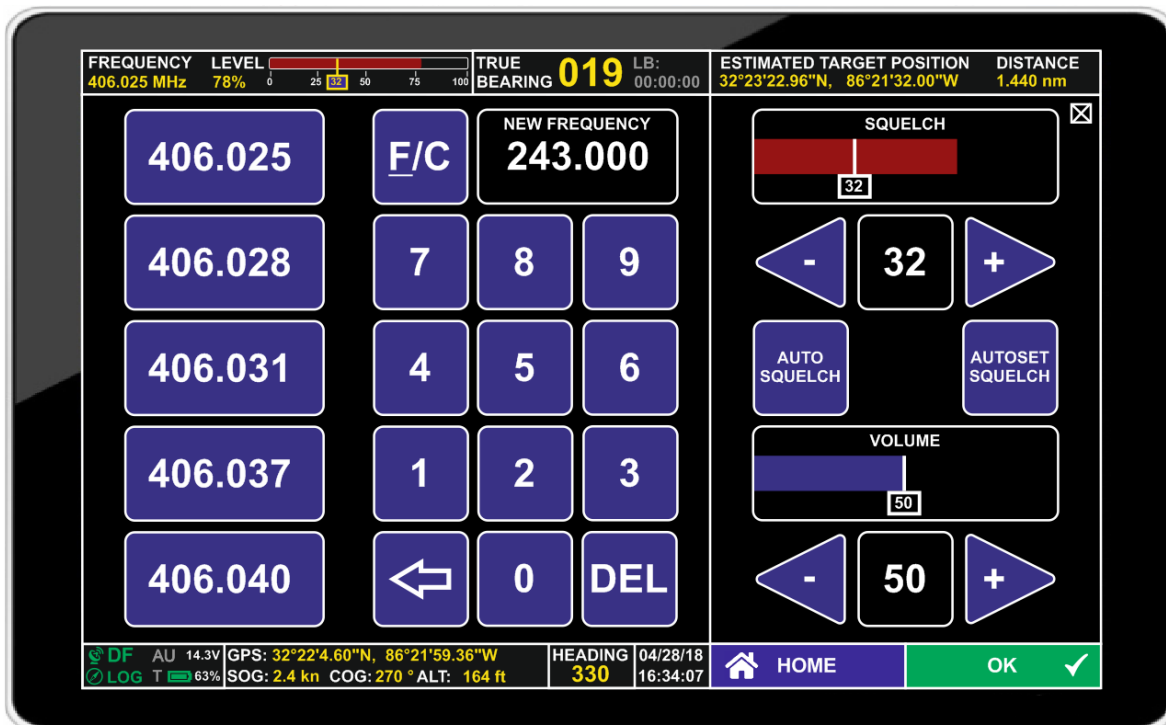 FREQUENCY LEVEL
406.025 MHz 78% 0 25 32 50 75 100
TRUE
BEARING 019
LB:
00:00:00
ESTIMATED TARGET POSITION DISTANCE
32°23'22.96"N, 86°21'32.00"W 1.440 nm
406.025
406.028
406.031
406.037
406.040
F/C
NEW FREQUENCY
243.000
7 8 9
4 5 6
1 2 3
0 DEL
SQUELCH
32
- 32 +
AUTO
SQUELCH
AUTOSET
SQUELCH
VOLUME
50
- 50 +
DF AU 14.3V
LOG T 63%
GPS: 32°22'4.60"N, 86°21'59.36"W
SOG: 2.4 kn COG: 270 ° ALT: 164 ft
HEADING
330
04/28/18
16:34:07
HOME
OK